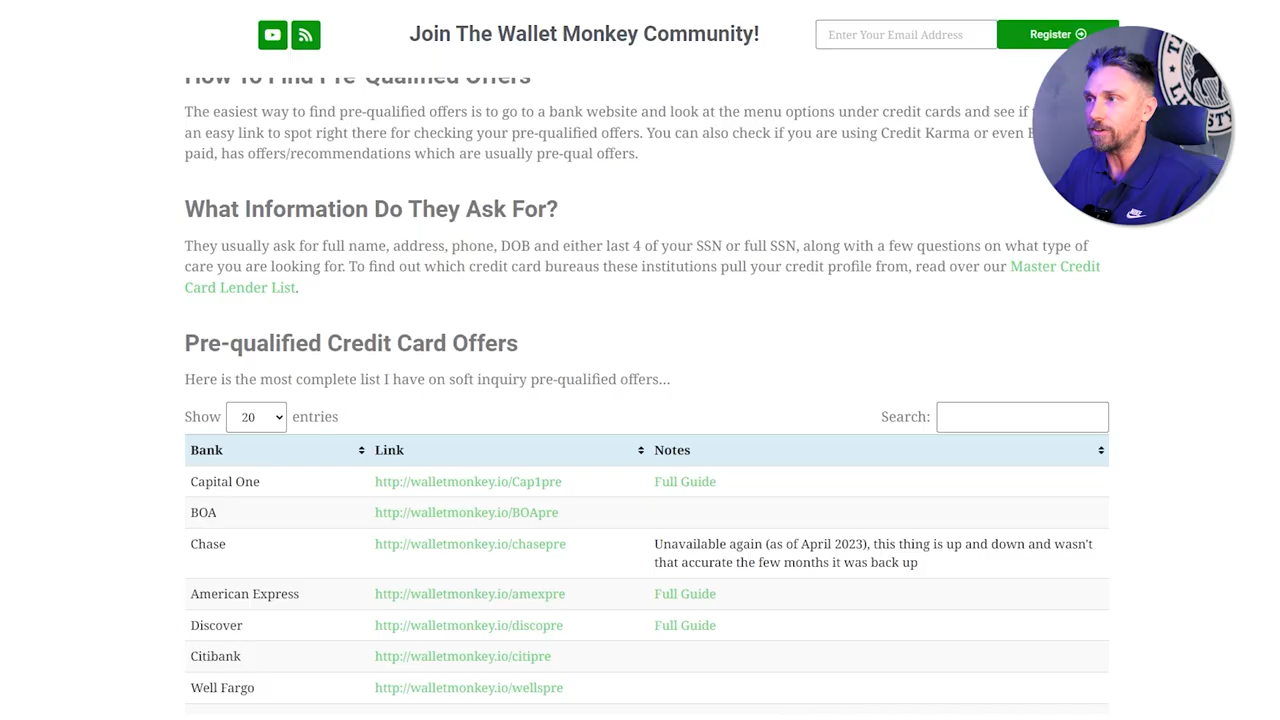 Join The Wallet Monkey Community!
Enter Your Email Address
Register
How To Find Pre-Qualified Offers
The easiest way to find pre-qualified offers is to go to a bank website and look at the menu options under credit cards and see if
an easy link to spot right there for checking your pre-qualified offers. You can also check if you are using Credit Karma or even
paid, has offers/recommendations which are usually pre-qual offers.
What Information Do They Ask For?
They usually ask for full name, address, phone, DOB and either last 4 of your SSN or full SSN, along with a few questions on what type of
care you are looking for. To find out which credit card bureaus these institutions pull your credit profile from, read over our Master Credit
Card Lender List.
Pre-qualified Credit Card Offers
Here is the most complete list I have on soft inquiry pre-qualified offers...
Show 20 entries Search:
Bank Link Notes
Capital One http://walletmonkey.io/Cap1pre Full Guide
BOA http://walletmonkey.io/BOApre
Chase http://walletmonkey.io/chasepre Unavailable again (as of April 2023), this thing is up and down and wasn't
that accurate the few months it was back up
American Express http://walletmonkey.io/amexpre Full Guide
Discover http://walletmonkey.io/discopre Full Guide
Citibank http://walletmonkey.io/citipre
Well Fargo http://walletmonkey.io/wellspre